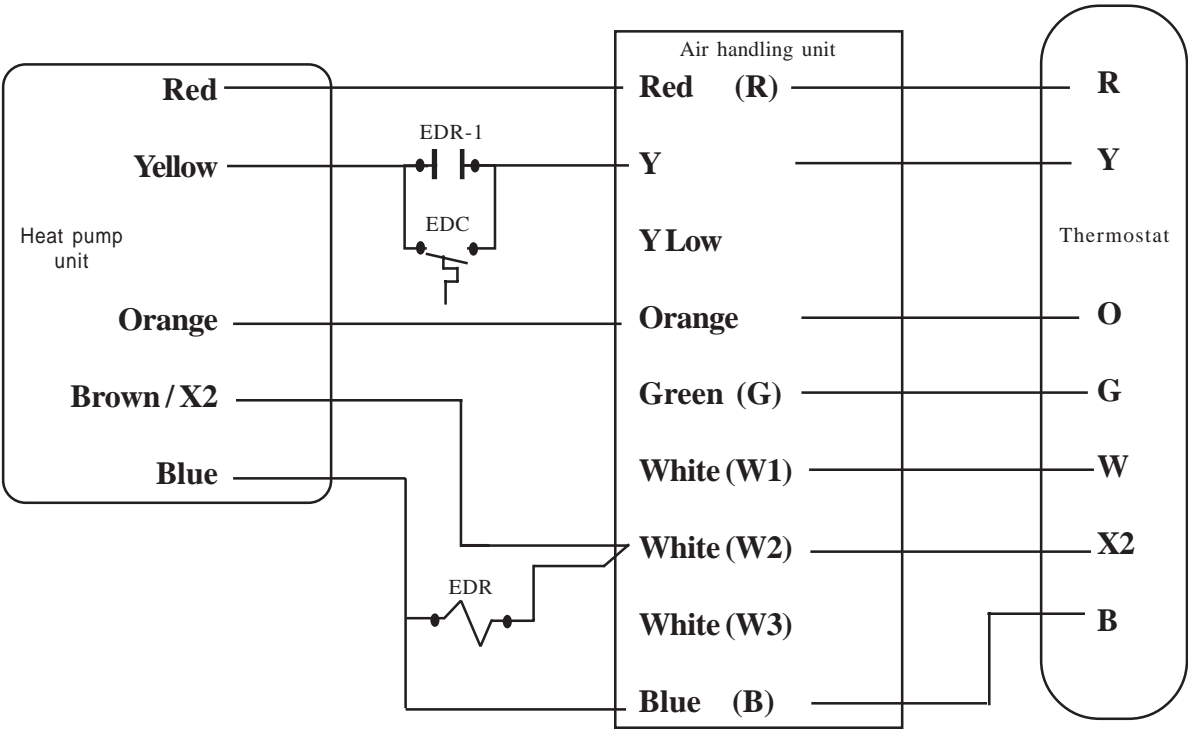 Air handling unit
Red
Red (R)
R
EDR-1
Yellow
Y
Y
EDC
Heat pump
unit
Y Low
Thermostat
Orange
Orange
O
Brown / X2
Green (G)
G
Blue
White (W1)
W
White (W2)
X2
EDR
White (W3)
B
Blue (B)